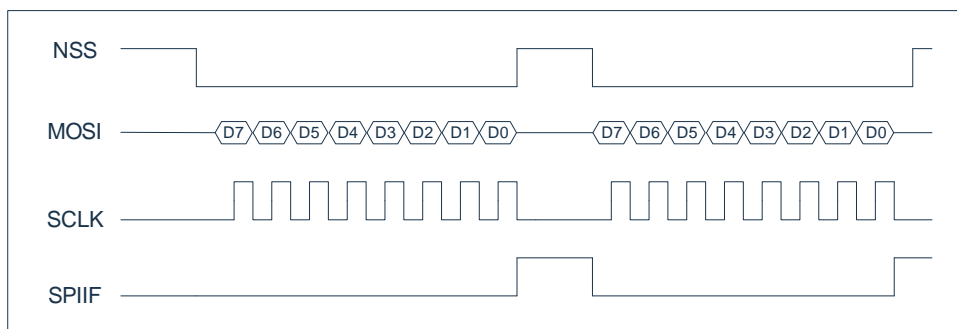 NSS
MOSI D7 D6 D5 D4 D3 D2 D1 D0 D7 D6 D5 D4 D3 D2 D1 D0
SCLK
SPIIF